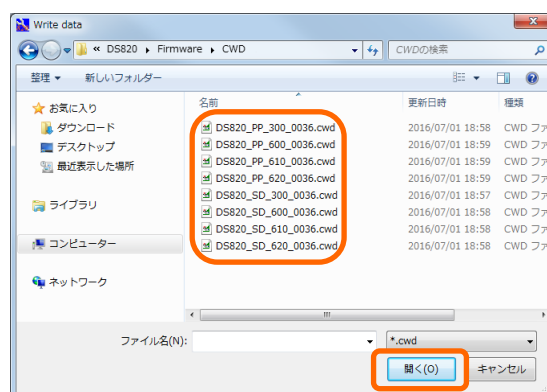 Write data
« DS820 Firmware CWD CWDの検索
整理 新しいフォルダー
お気に入り
ダウンロード
デスクトップ
最近表示した場所
ライブラリ
コンピューター
ネットワーク
名前 更新日時 種類
DS820_PP_300_0036.cwd 2016/07/01 18:58 CWD ファ
DS820_PP_600_0036.cwd 2016/07/01 18:59 CWD ファ
DS820_PP_610_0036.cwd 2016/07/01 18:59 CWD ファ
DS820_PP_620_0036.cwd 2016/07/01 18:59 CWD ファ
DS820_SD_300_0036.cwd 2016/07/01 18:57 CWD ファ
DS820_SD_600_0036.cwd 2016/07/01 18:58 CWD ファ
DS820_SD_610_0036.cwd 2016/07/01 18:58 CWD ファ
DS820_SD_620_0036.cwd 2016/07/01 18:58 CWD ファ
ファイル名(N): *.cwd
開く(O) キャンセル